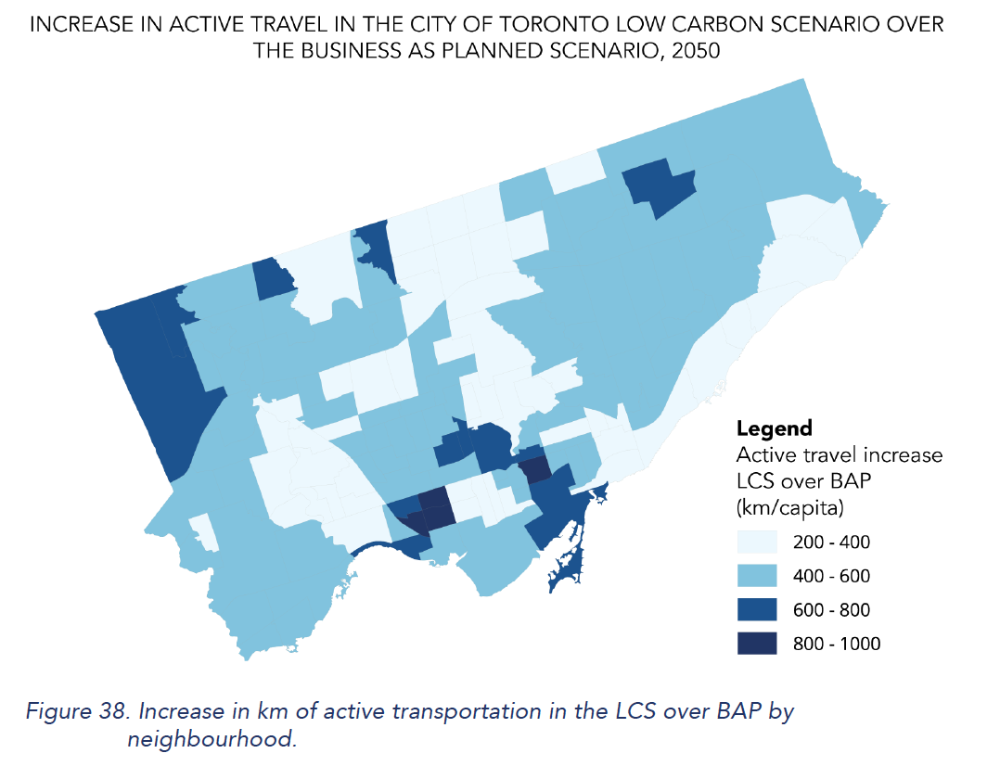 INCREASE IN ACTIVE TRAVEL IN THE CITY OF TORONTO LOW CARBON SCENARIO OVER
THE BUSINESS AS PLANNED SCENARIO, 2050
Legend
Active travel increase
LCS over BAP
(km/capita)
200 - 400
400 - 600
600 - 800
800 - 1000
Figure 38. Increase in km of active transportation in the LCS over BAP by
neighbourhood.